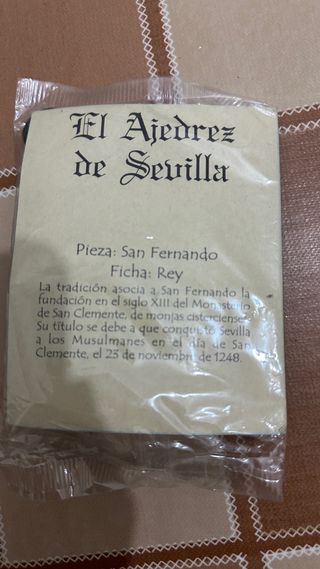 El Ajedrez
de Sevilla
Pieza: San Fernando
Ficha: Rey
La tradición asocia a San Fernando la
fundación en el siglo XIII del Monasterio
de San Clemente, de monjas cistercienses.
Su título se debe a que conquistó Sevilla
a los Musulmanes en el día de San
Clemente, el 23 de noviembre de 1248.